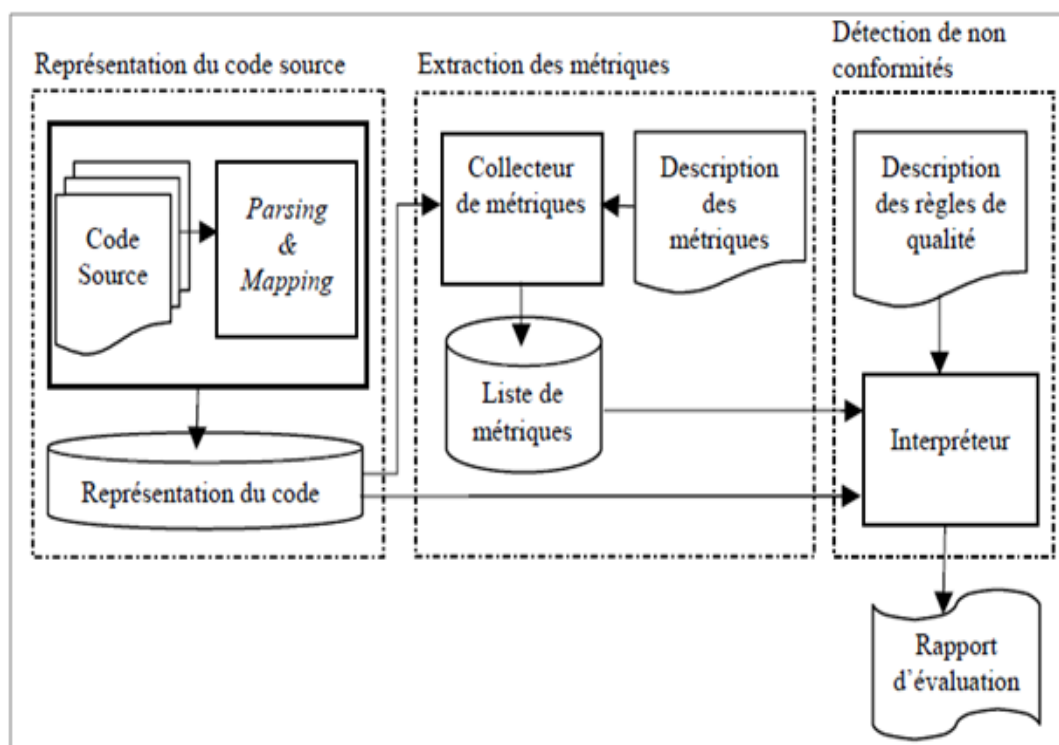 Représentation du code source
Code
Source
Parsing
&
Mapping
Représentation du code
Extraction des métriques
Collecteur
de métriques
Description
des
métriques
Liste de
métriques
Détection de non
conformités
Description
des règles de
qualité
Interpréteur
Rapport
d'évaluation